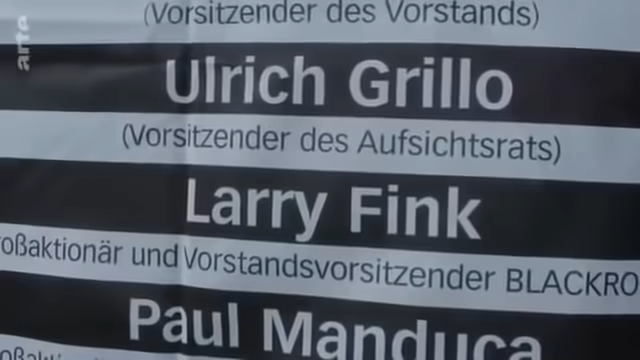 arte
(Vorsitzender des Vorstands)
Ulrich Grillo
(Vorsitzender des Aufsichtsrats)
Larry Fink
oßaktionär und Vorstandsvorsitzender BLACKRO
Paul Manduca